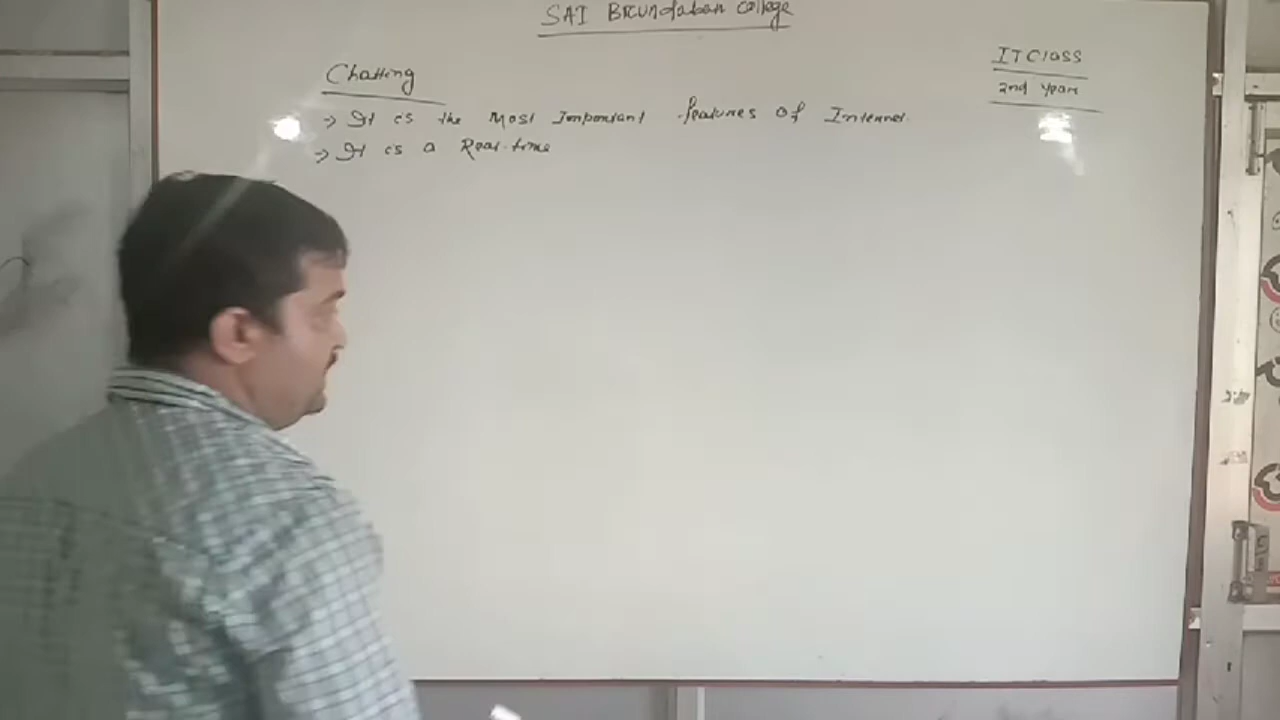 SAI Brundaban College
IT Class
2nd Year
Chatting
→ It is the Most Important features of Internet.
→ It is a Real-time